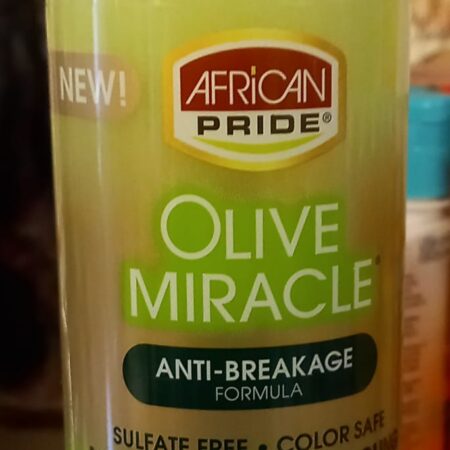 NEW!
AFRiCAN
PRIDE®
OLIVE
MIRACLE®
ANTI-BREAKAGE
FORMULA
SULFATE FREE • COLOR SAFE